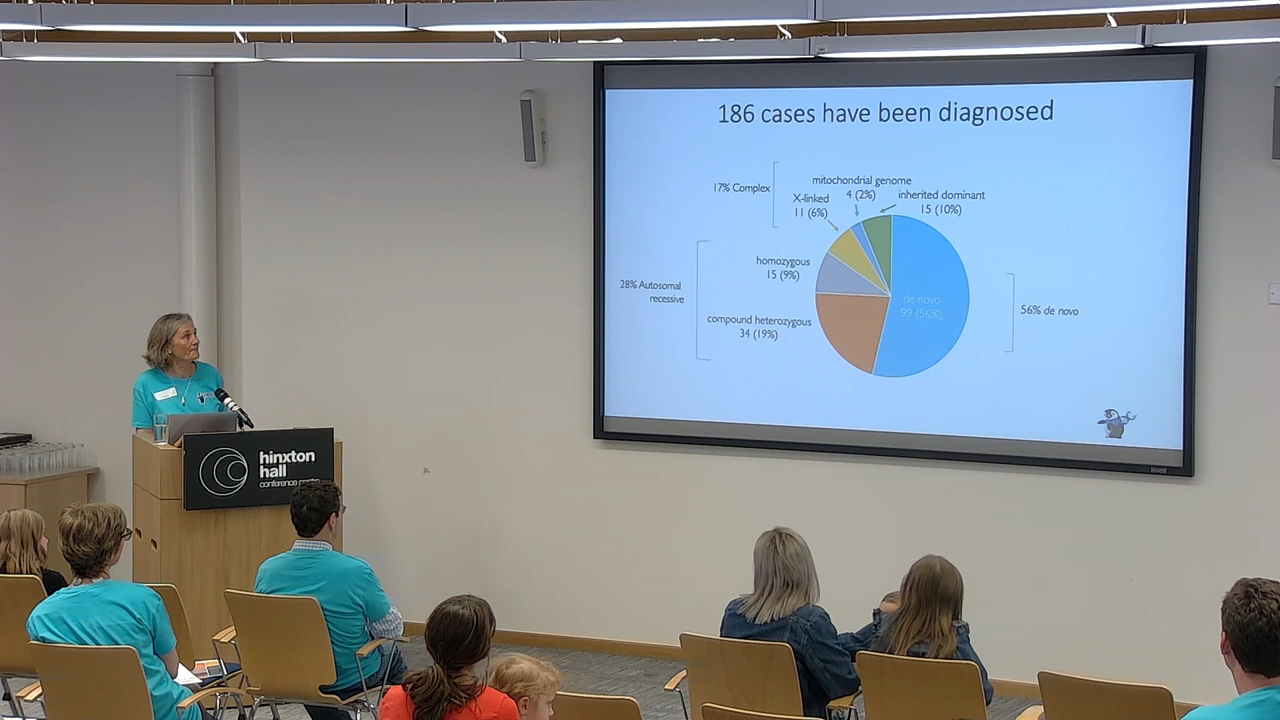 186 cases have been diagnosed
17% Complex
mitochondrial genome
4 (2%)
X-linked
11 (6%)
inherited dominant
15 (10%)
homozygous
15 (9%)
28% Autosomal
recessive
compound heterozygous
34 (19%)
de novo
99 (56%)
56% de novo
hinxton
hall
conference centre